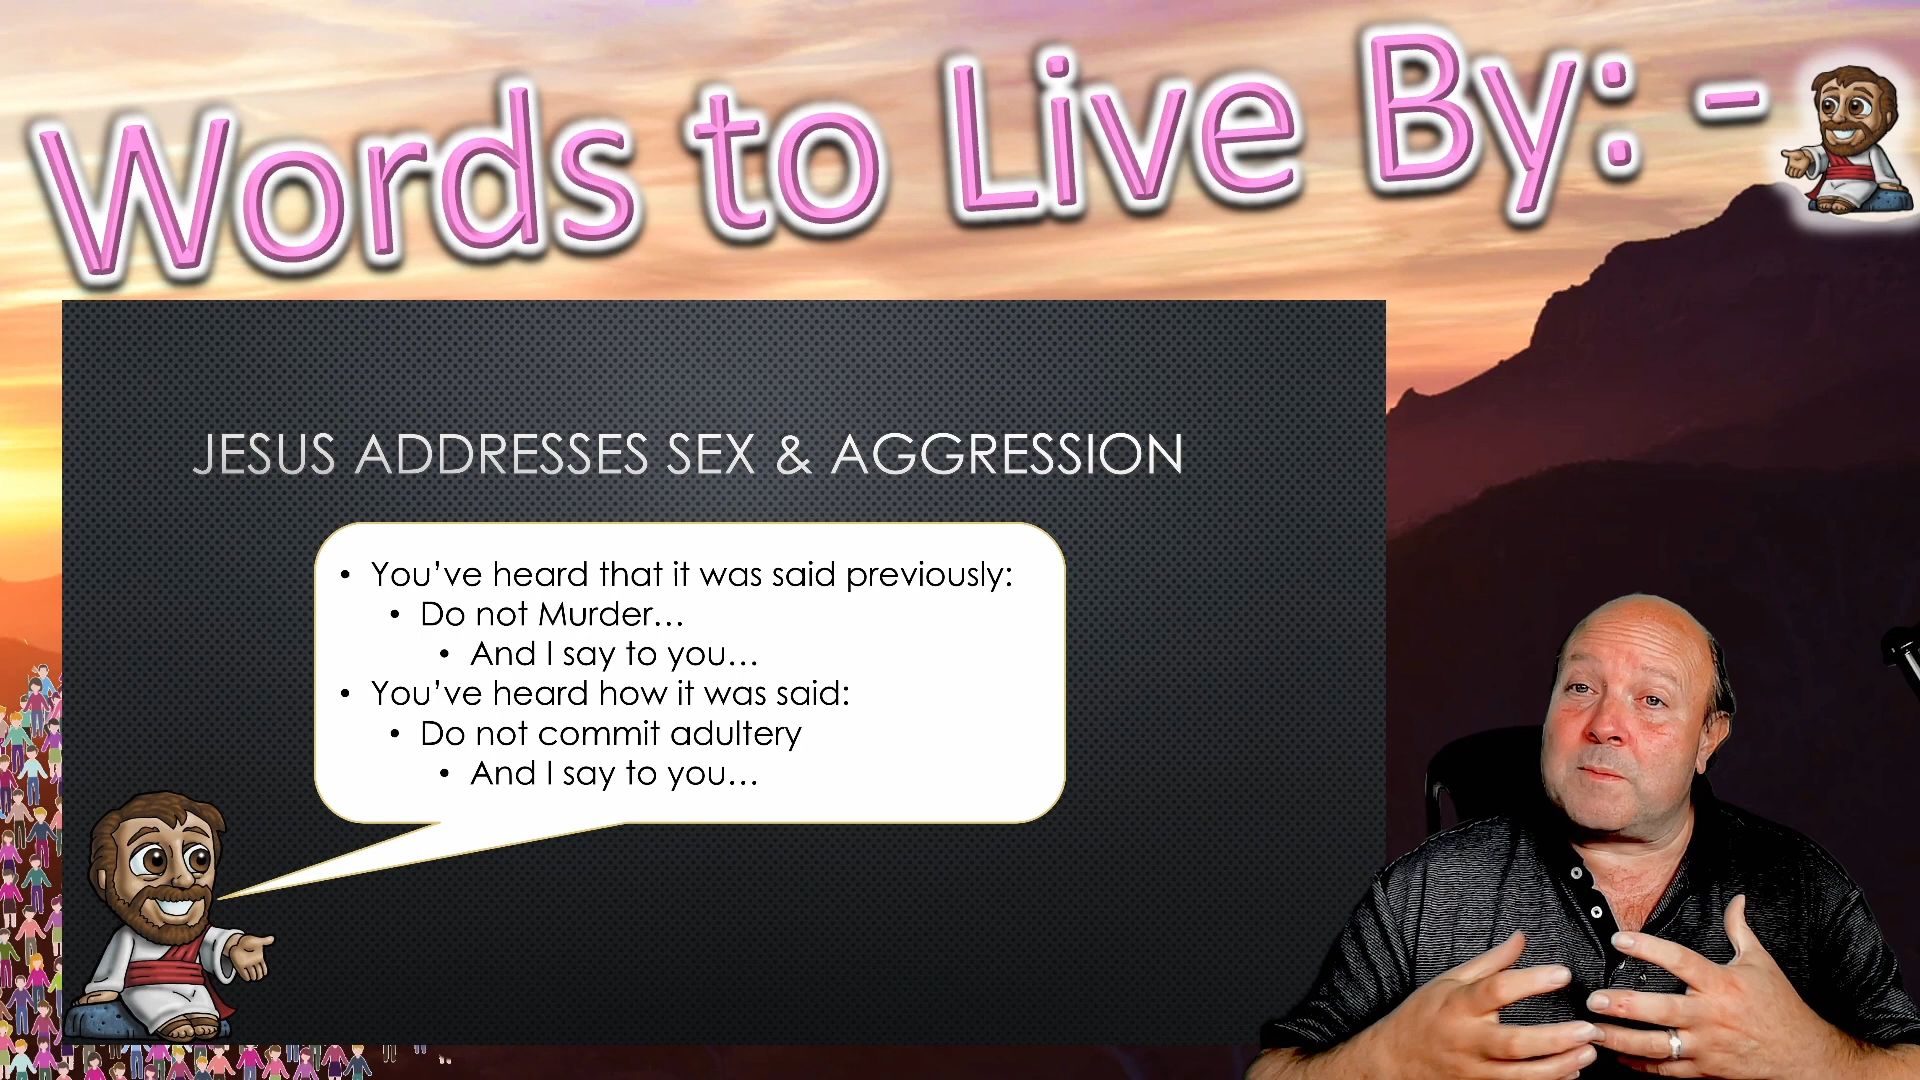 Words to Live By: -
JESUS ADDRESSES SEX & AGGRESSION
• You’ve heard that it was said previously:
• Do not Murder…
• And I say to you…
• You’ve heard how it was said:
• Do not commit adultery
• And I say to you…